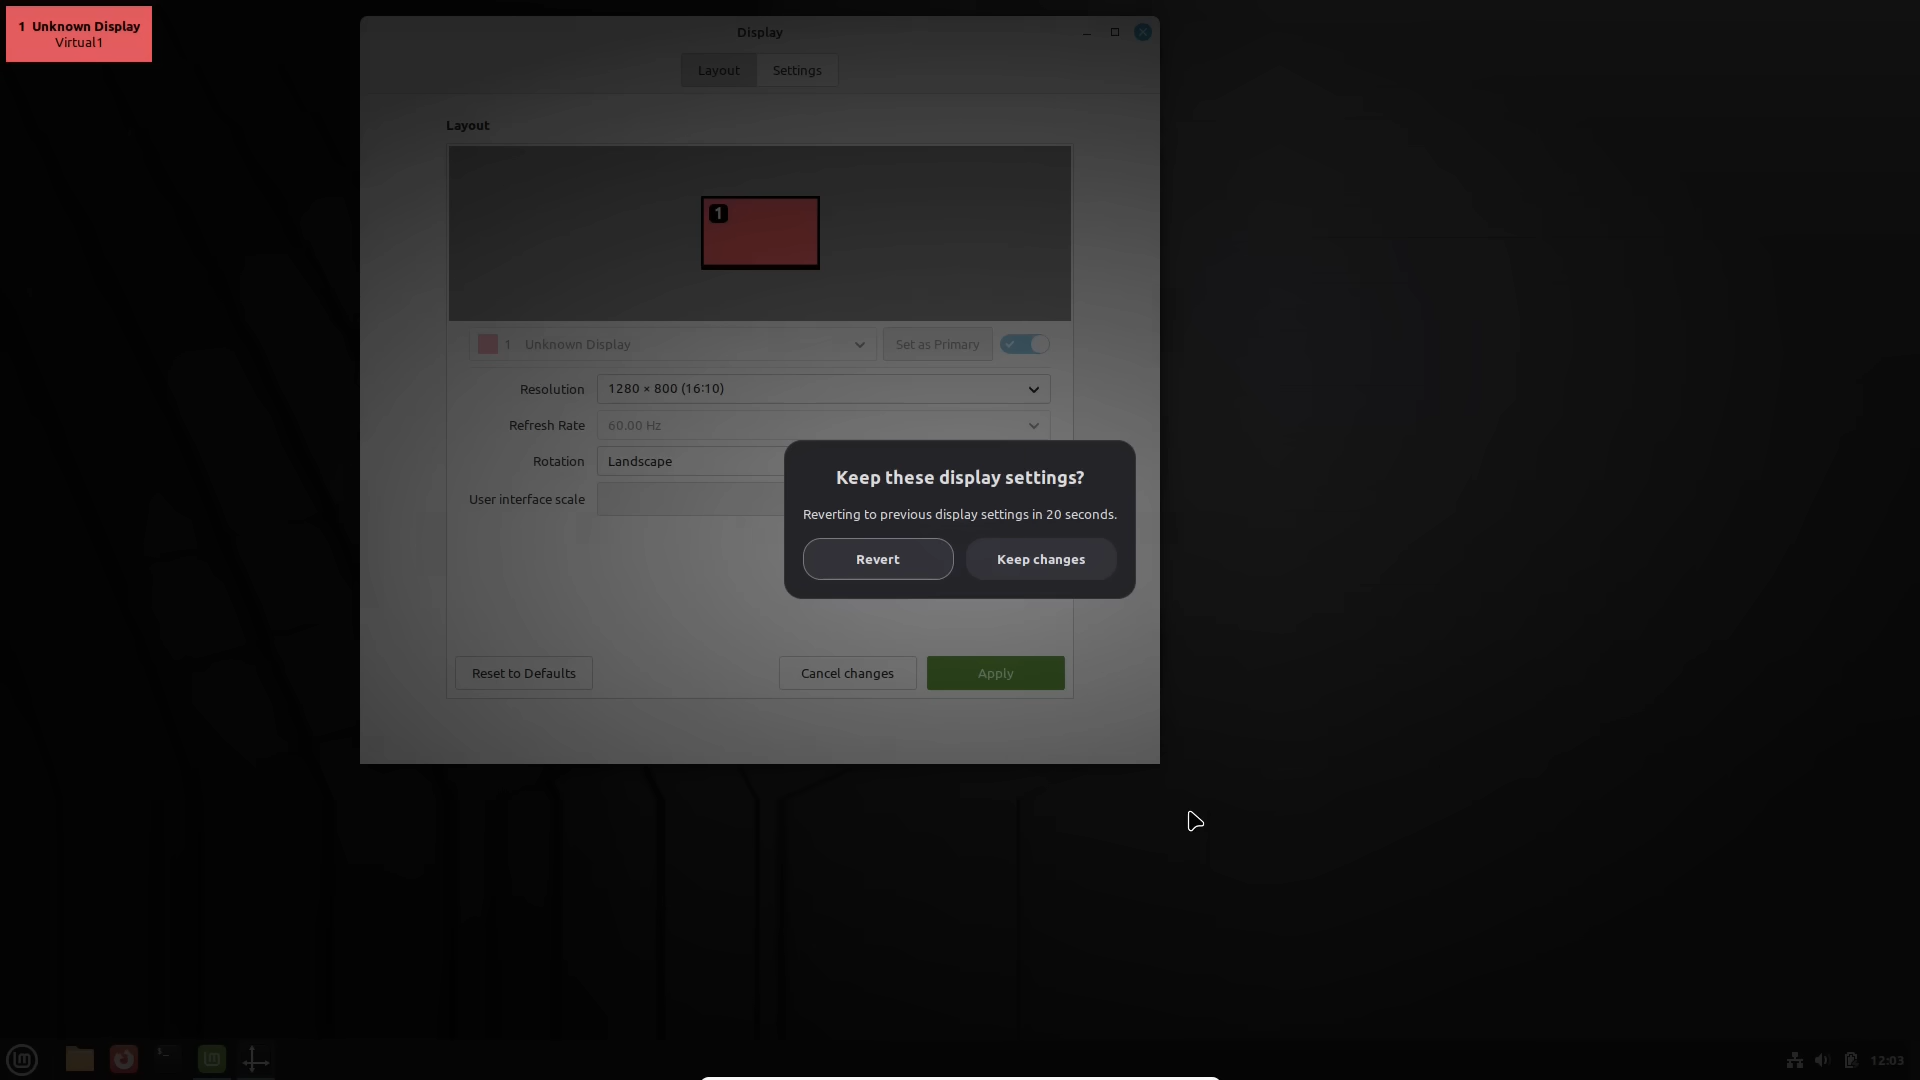 1 Unknown Display
Virtual1
Display
Layout Settings
Layout
1
1 Unknown Display Set as Primary
Resolution 1280 × 800 (16:10)
Refresh Rate 60.00 Hz
Rotation Landscape
User interface scale
Keep these display settings?
Reverting to previous display settings in 20 seconds.
Revert Keep changes
Reset to Defaults Cancel changes Apply
12:03